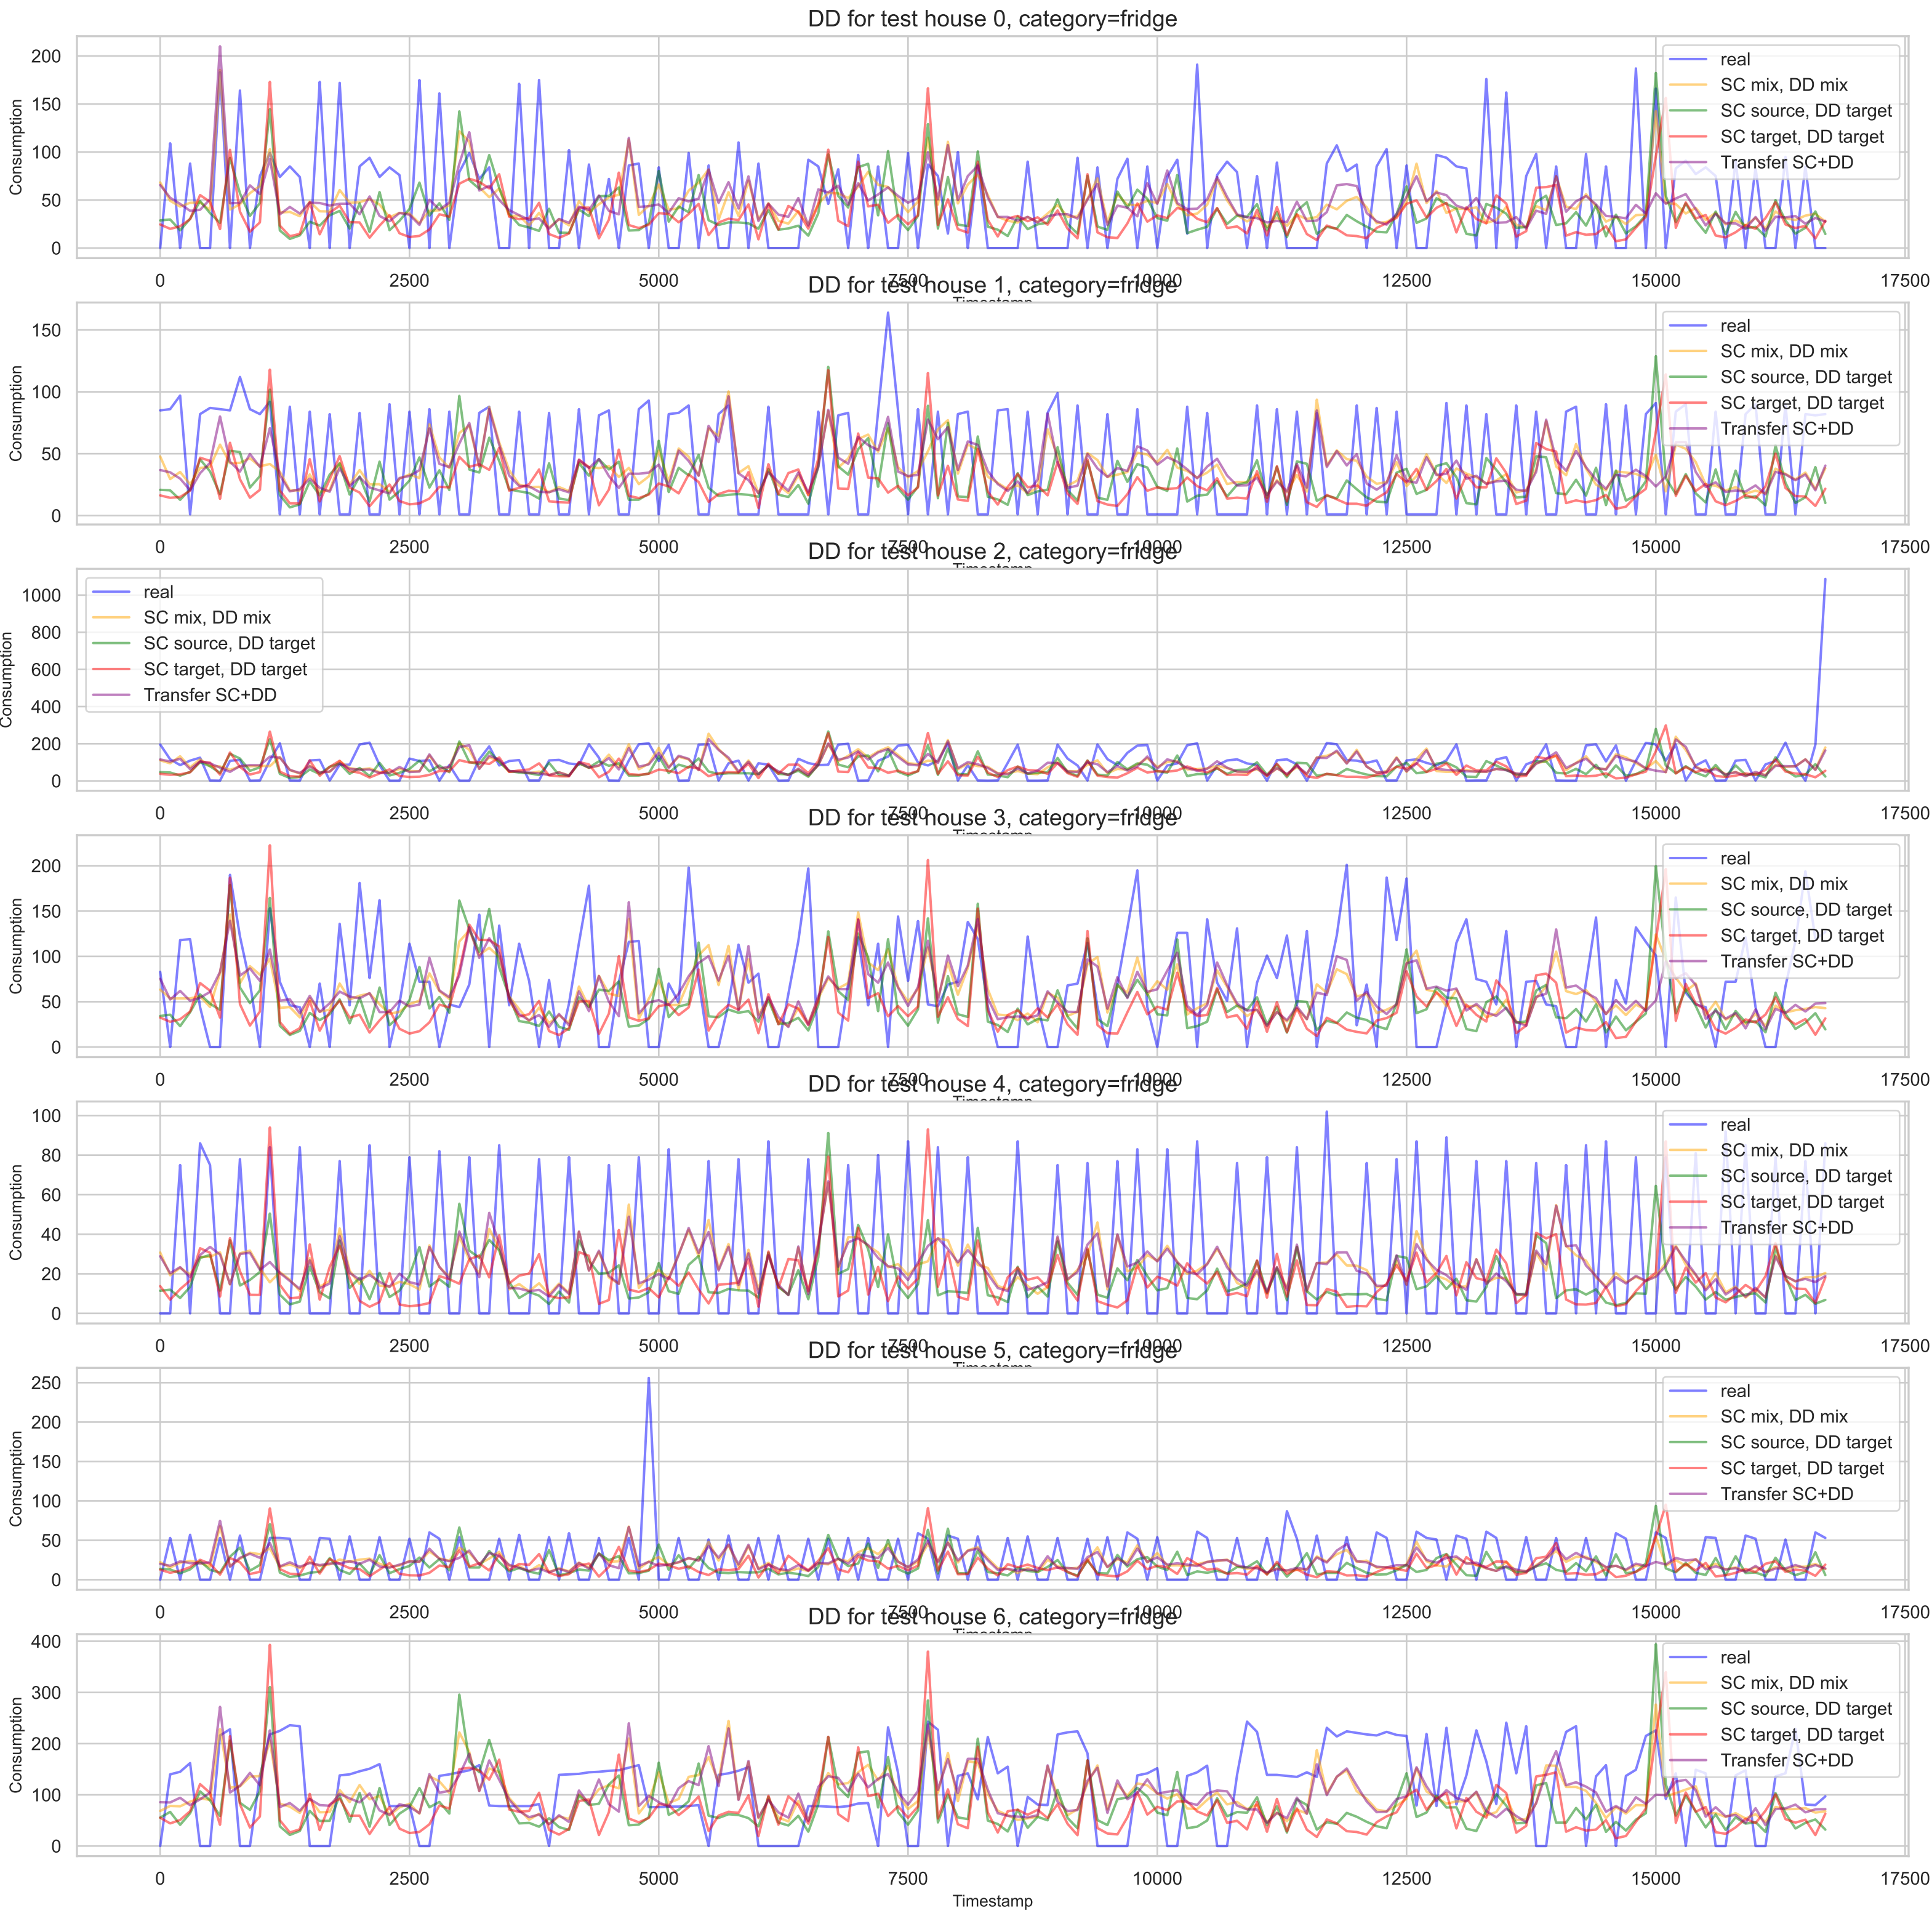 DD for test house 0, category=fridge
200
150
100
50
0
Consumption
real
SC mix, DD mix
SC source, DD target
SC target, DD target
Transfer SC+DD
0 2500 5000 7500 10000 12500 15000 17500
Timestamp
DD for test house 1, category=fridge
150
100
50
0
Consumption
real
SC mix, DD mix
SC source, DD target
SC target, DD target
Transfer SC+DD
0 2500 5000 7500 10000 12500 15000 17500
Timestamp
DD for test house 2, category=fridge
1000
800
600
400
200
0
Consumption
real
SC mix, DD mix
SC source, DD target
SC target, DD target
Transfer SC+DD
0 2500 5000 7500 10000 12500 15000 17500
Timestamp
DD for test house 3, category=fridge
200
150
100
50
0
Consumption
real
SC mix, DD mix
SC source, DD target
SC target, DD target
Transfer SC+DD
0 2500 5000 7500 10000 12500 15000 17500
Timestamp
DD for test house 4, category=fridge
100
80
60
40
20
0
Consumption
real
SC mix, DD mix
SC source, DD target
SC target, DD target
Transfer SC+DD
0 2500 5000 7500 10000 12500 15000 17500
Timestamp
DD for test house 5, category=fridge
250
200
150
100
50
0
Consumption
real
SC mix, DD mix
SC source, DD target
SC target, DD target
Transfer SC+DD
0 2500 5000 7500 10000 12500 15000 17500
Timestamp
DD for test house 6, category=fridge
400
300
200
100
0
Consumption
real
SC mix, DD mix
SC source, DD target
SC target, DD target
Transfer SC+DD
0 2500 5000 7500 10000 12500 15000 17500
Timestamp